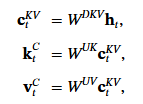 c_t^{KV} = W^{DKV} h_t,
k_t^C = W^{UK} c_t^{KV},
v_t^C = W^{UV} c_t^{KV},